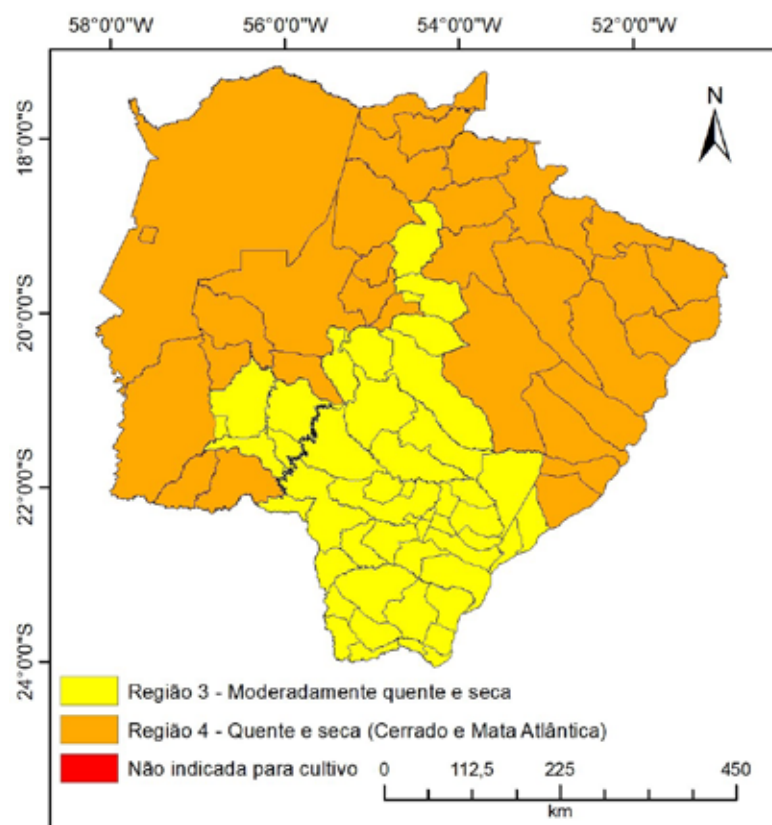 58°0'0"W 56°0'0"W 54°0'0"W 52°0'0"W
N
18°0'0"S
20°0'0"S
22°0'0"S
24°0'0"S
Região 3 - Moderadamente quente e seca
Região 4 - Quente e seca (Cerrado e Mata Atlântica)
Não indicada para cultivo
0 112,5 225 450
km